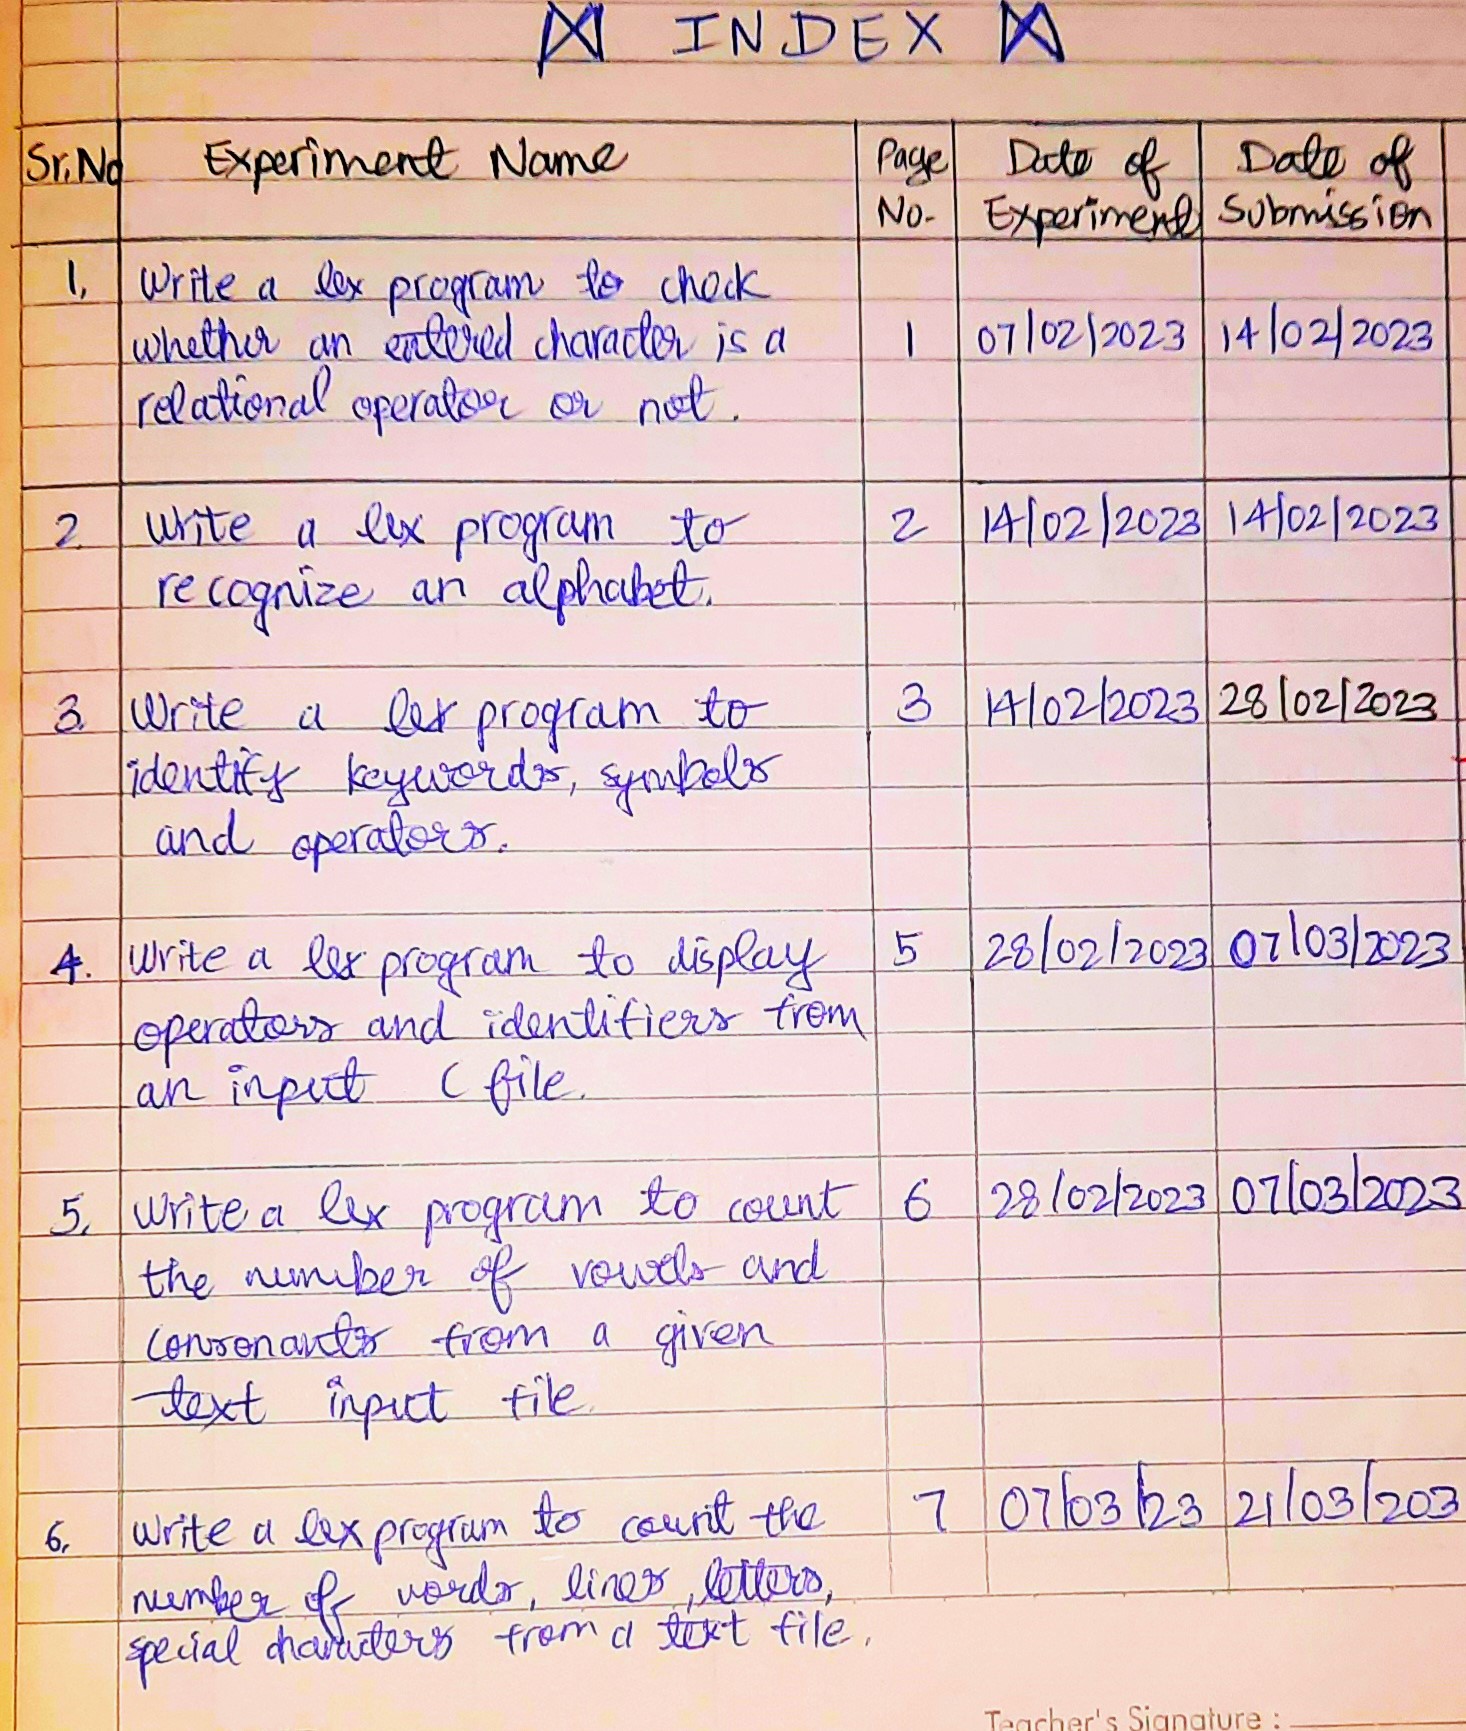 INDEX
Sr.No Experiment Name Page No. Date of Experiment Date of Submission
1. Write a lex program to check
whether an entered character is a 1 07/02/2023 14/02/2023
relational operator or not.
2. Write a lex program to 2 14/02/2023 14/02/2023
recognize an alphabet.
3. Write a lex program to 3 14/02/2023 28/02/2023
identify keywords, symbols
and operators.
4. Write a lex program to display 5 28/02/2023 07/03/2023
operators and identifiers from
an input C file.
5. Write a lex program to count 6 28/02/2023 07/03/2023
the number of vowels and
consonants from a given
text input file.
6. Write a lex program to count the 7 07/03/23 21/03/203
number of words, lines, letters,
special characters from a text file.
Teacher's Signature :